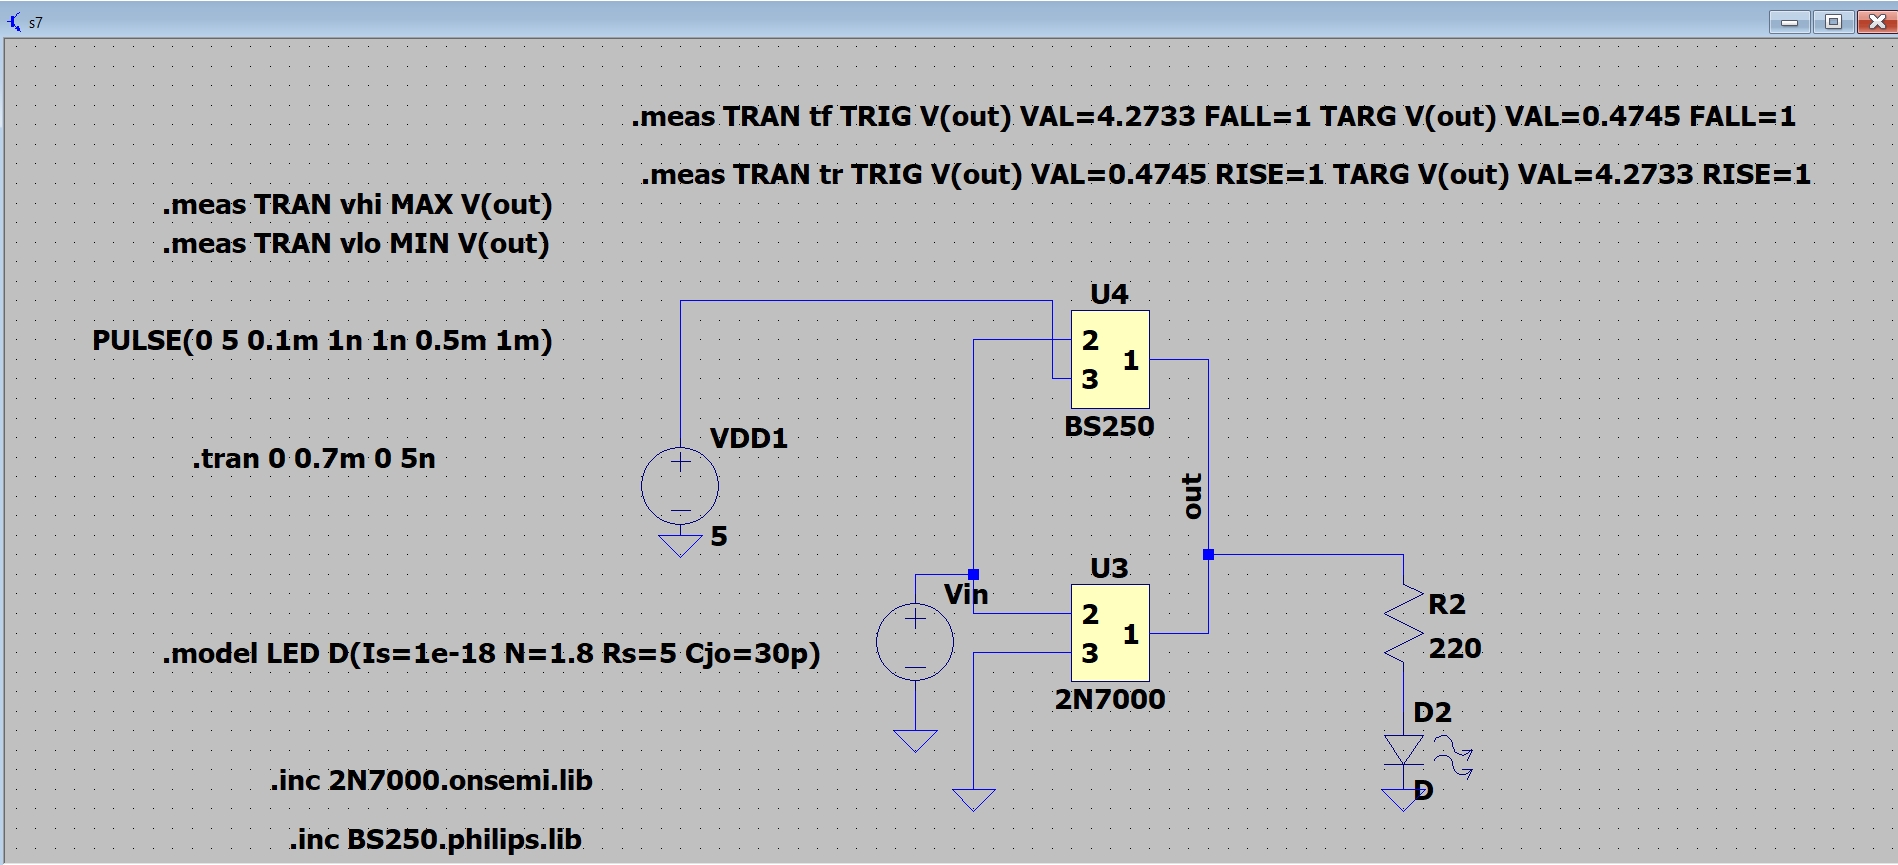 s7
.meas TRAN tf TRIG V(out) VAL=4.2733 FALL=1 TARG V(out) VAL=0.4745 FALL=1
.meas TRAN tr TRIG V(out) VAL=0.4745 RISE=1 TARG V(out) VAL=4.2733 RISE=1
.meas TRAN vhi MAX V(out)
.meas TRAN vlo MIN V(out)
U4
PULSE(0 5 0.1m 1n 1n 0.5m 1m)
2
1
3
BS250
VDD1
.tran 0 0.7m 0 5n
out
5
U3
Vin
2
1
3
2N7000
R2
220
.model LED D(Is=1e-18 N=1.8 Rs=5 Cjo=30p)
D2
D
.inc 2N7000.onsemi.lib
.inc BS250.philips.lib